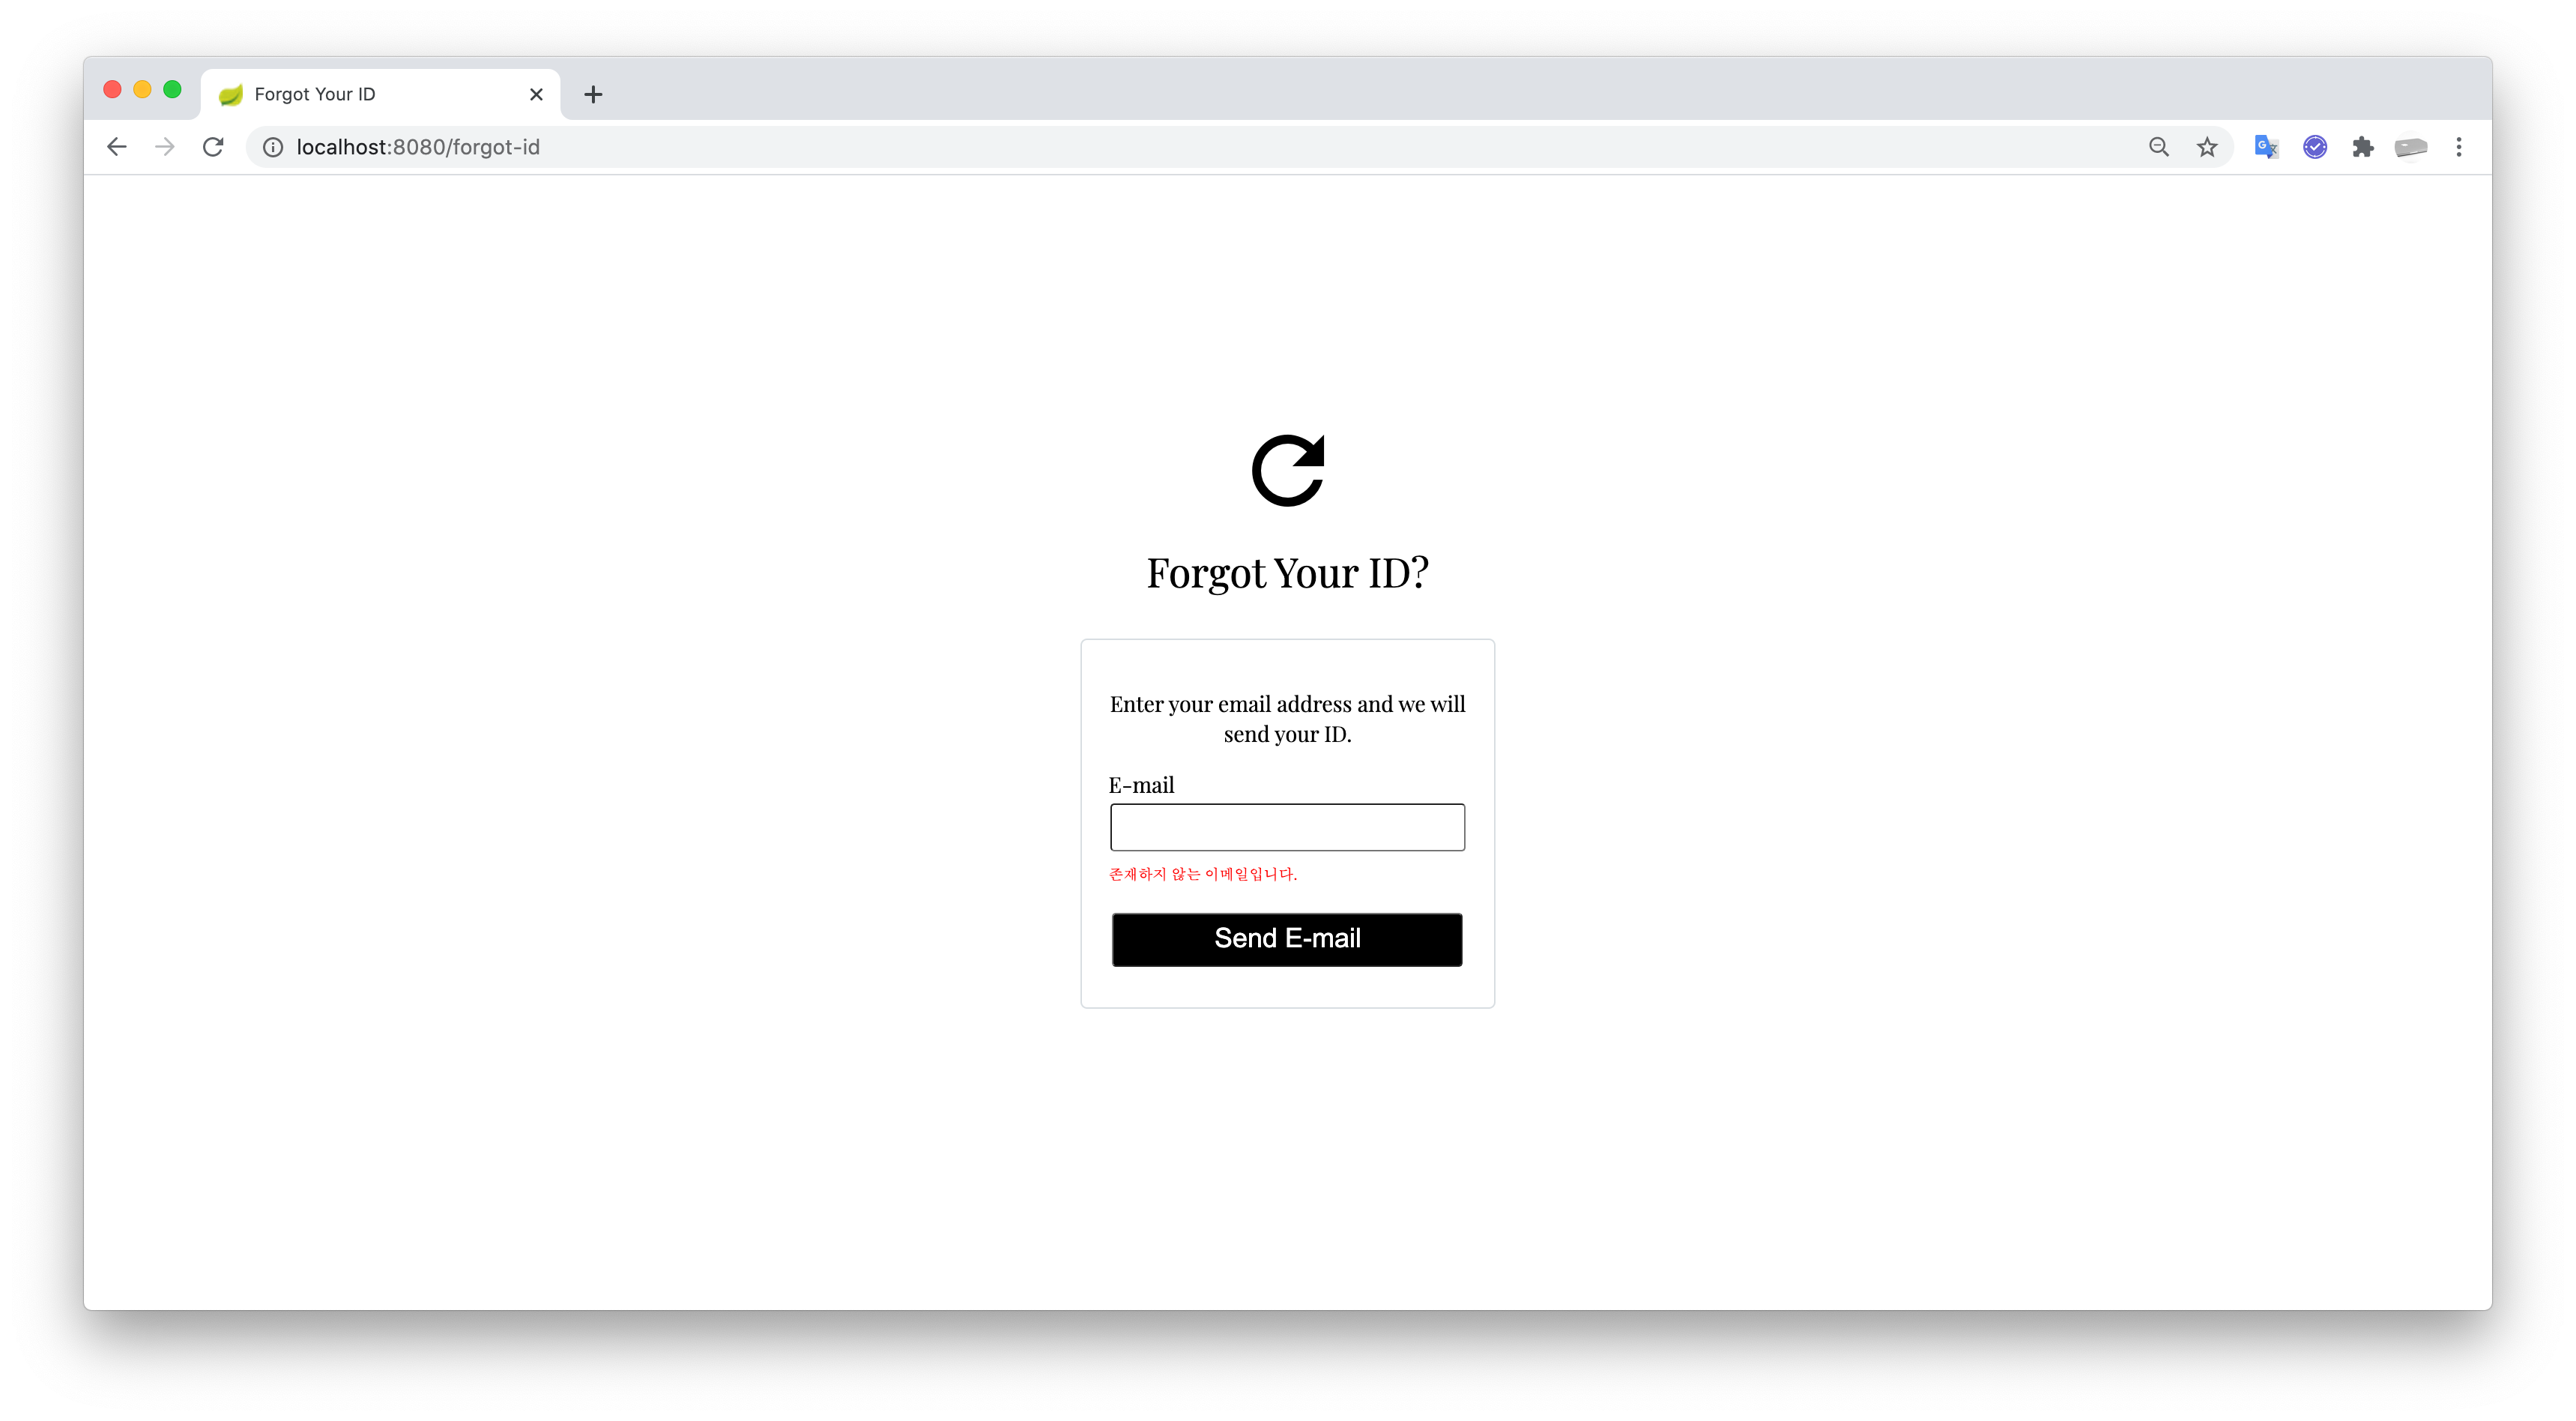 Forgot Your ID
localhost:8080/forgot-id
Forgot Your ID?
Enter your email address and we will
send your ID.
E-mail
존재하지 않는 이메일입니다.
Send E-mail